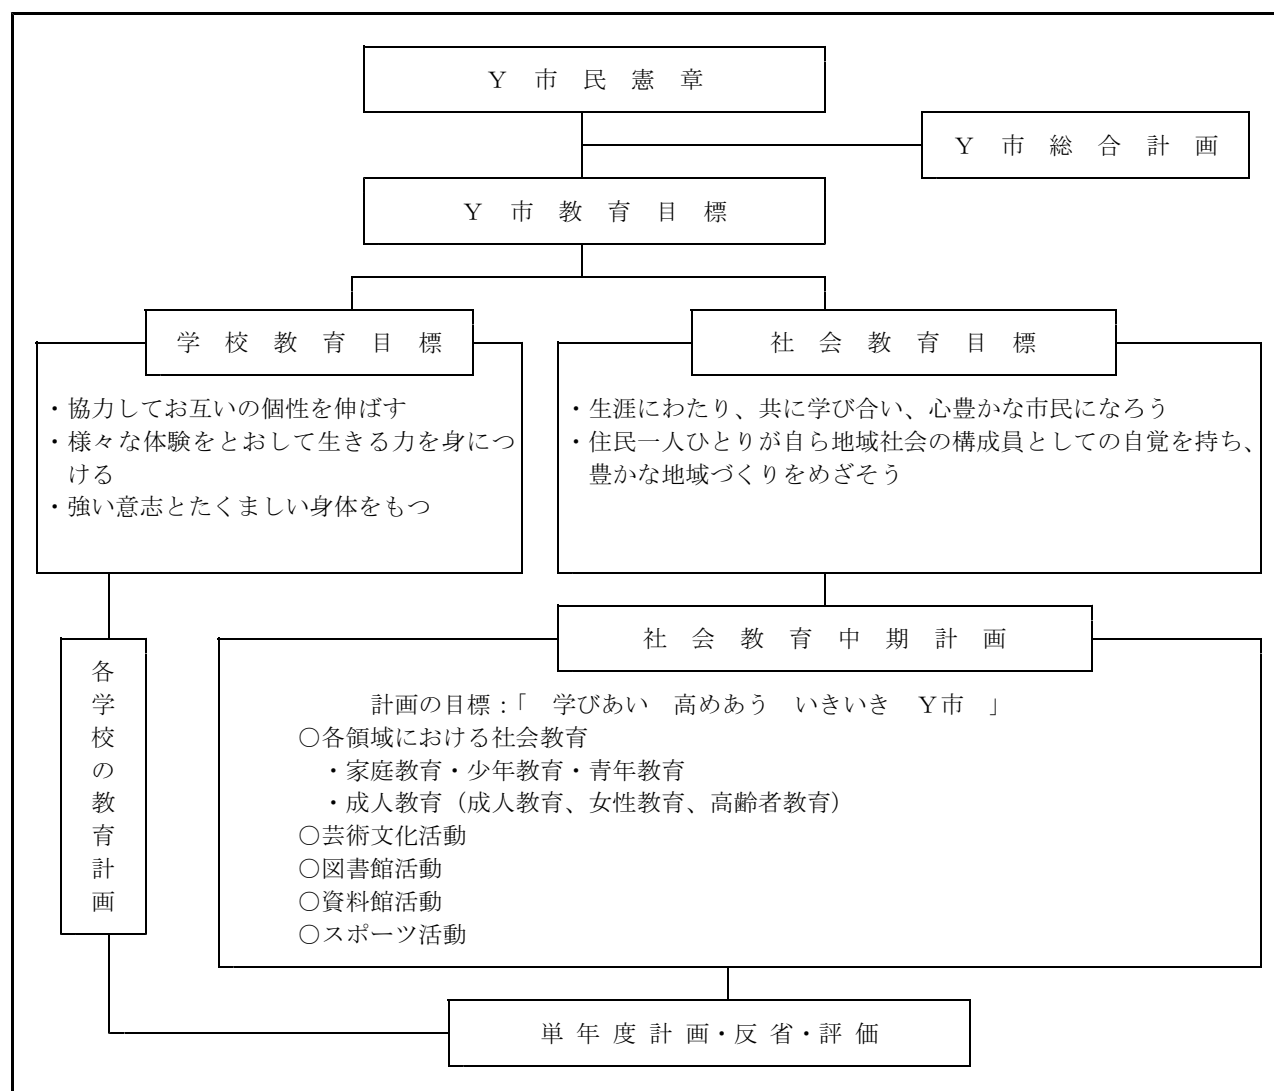 Ｙ 市 民 憲 章
Ｙ 市 総 合 計 画
Ｙ 市 教 育 目 標
学 校 教 育 目 標
・協力してお互いの個性を伸ばす
・様々な体験をとおして生きる力を身につ
ける
・強い意志とたくましい身体をもつ
社 会 教 育 目 標
・生涯にわたり、共に学び合い、心豊かな市民になろう
・住民一人ひとりが自ら地域社会の構成員としての自覚を持ち、
豊かな地域づくりをめざそう
各学校の教育計画
社 会 教 育 中 期 計 画
計画の目標：「　学びあい　高めあう　いきいき　Ｙ市　」
○各領域における社会教育
・家庭教育・少年教育・青年教育
・成人教育（成人教育、女性教育、高齢者教育）
○芸術文化活動
○図書館活動
○資料館活動
○スポーツ活動
単 年 度 計 画・反 省・評 価